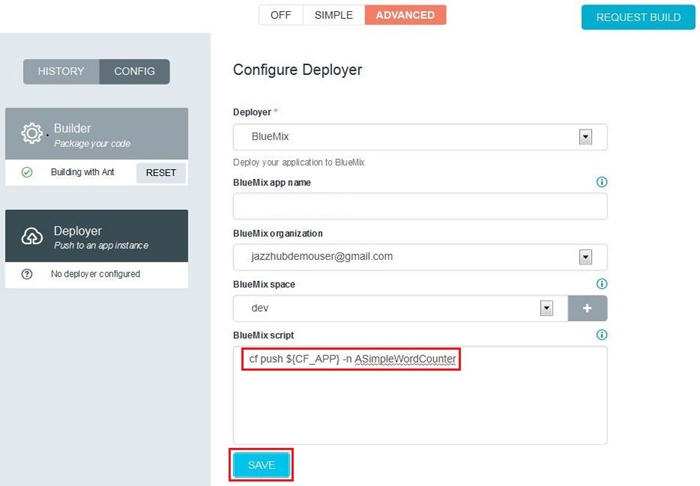 OFF SIMPLE ADVANCED
REQUEST BUILD
HISTORY CONFIG
Builder
Package your code
Building with Ant RESET
Deployer
Push to an app instance
No deployer configured
Configure Deployer
Deployer *
BlueMix
Deploy your application to BlueMix
BlueMix app name
BlueMix organization
jazzhubdemouser@gmail.com
BlueMix space
dev
+
BlueMix script
cf push ${CF_APP} -n ASimpleWordCounter
SAVE